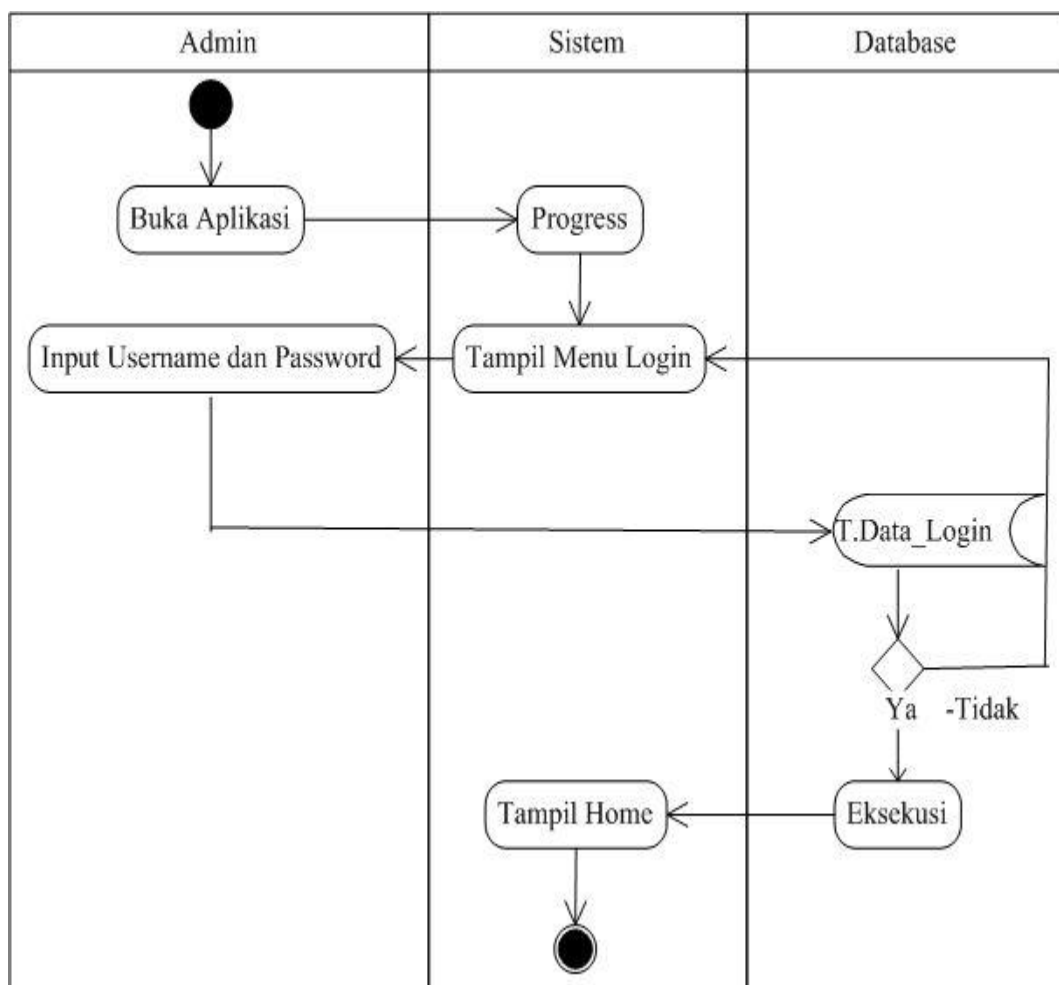 Admin
Sistem
Database
Buka Aplikasi
Progress
Input Username dan Password
Tampil Menu Login
T.Data_Login
Ya
-Tidak
Tampil Home
Eksekusi